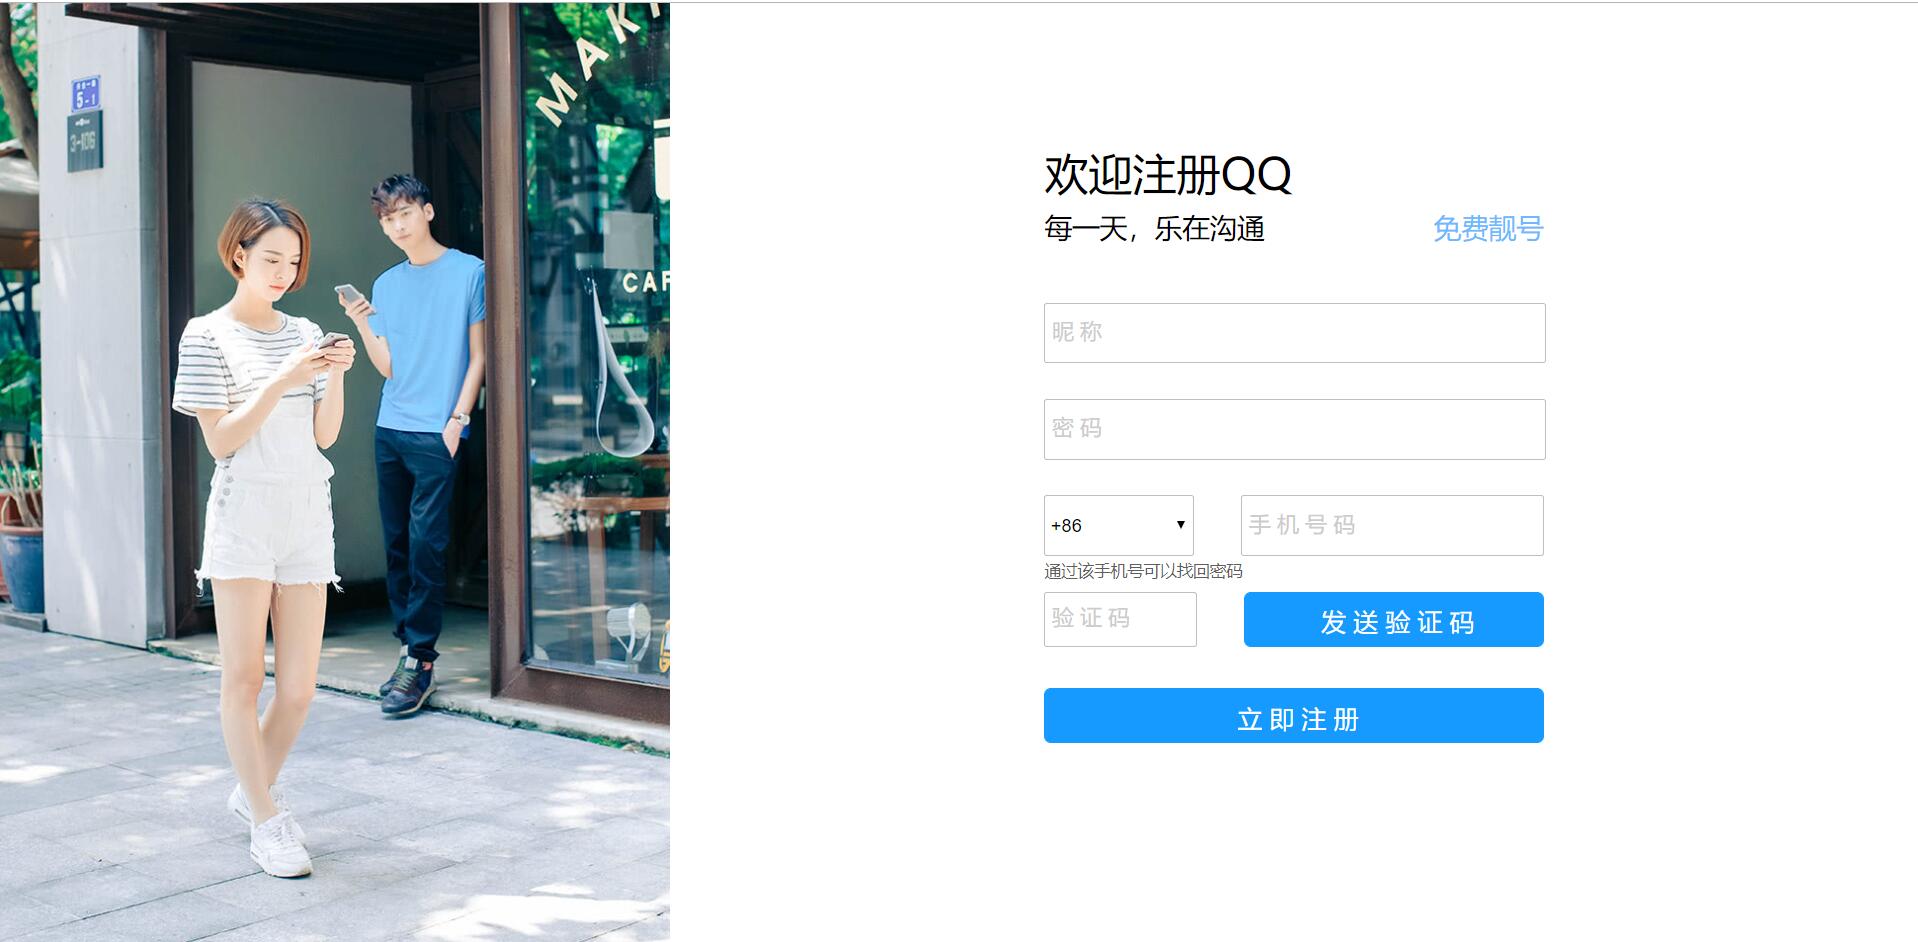 5-1
3-106
MAK
CAF
欢迎注册QQ
每一天，乐在沟通
免费靓号
昵称
密码
+86
手机号码
通过该手机号可以找回密码
验证码
发送验证码
立即注册